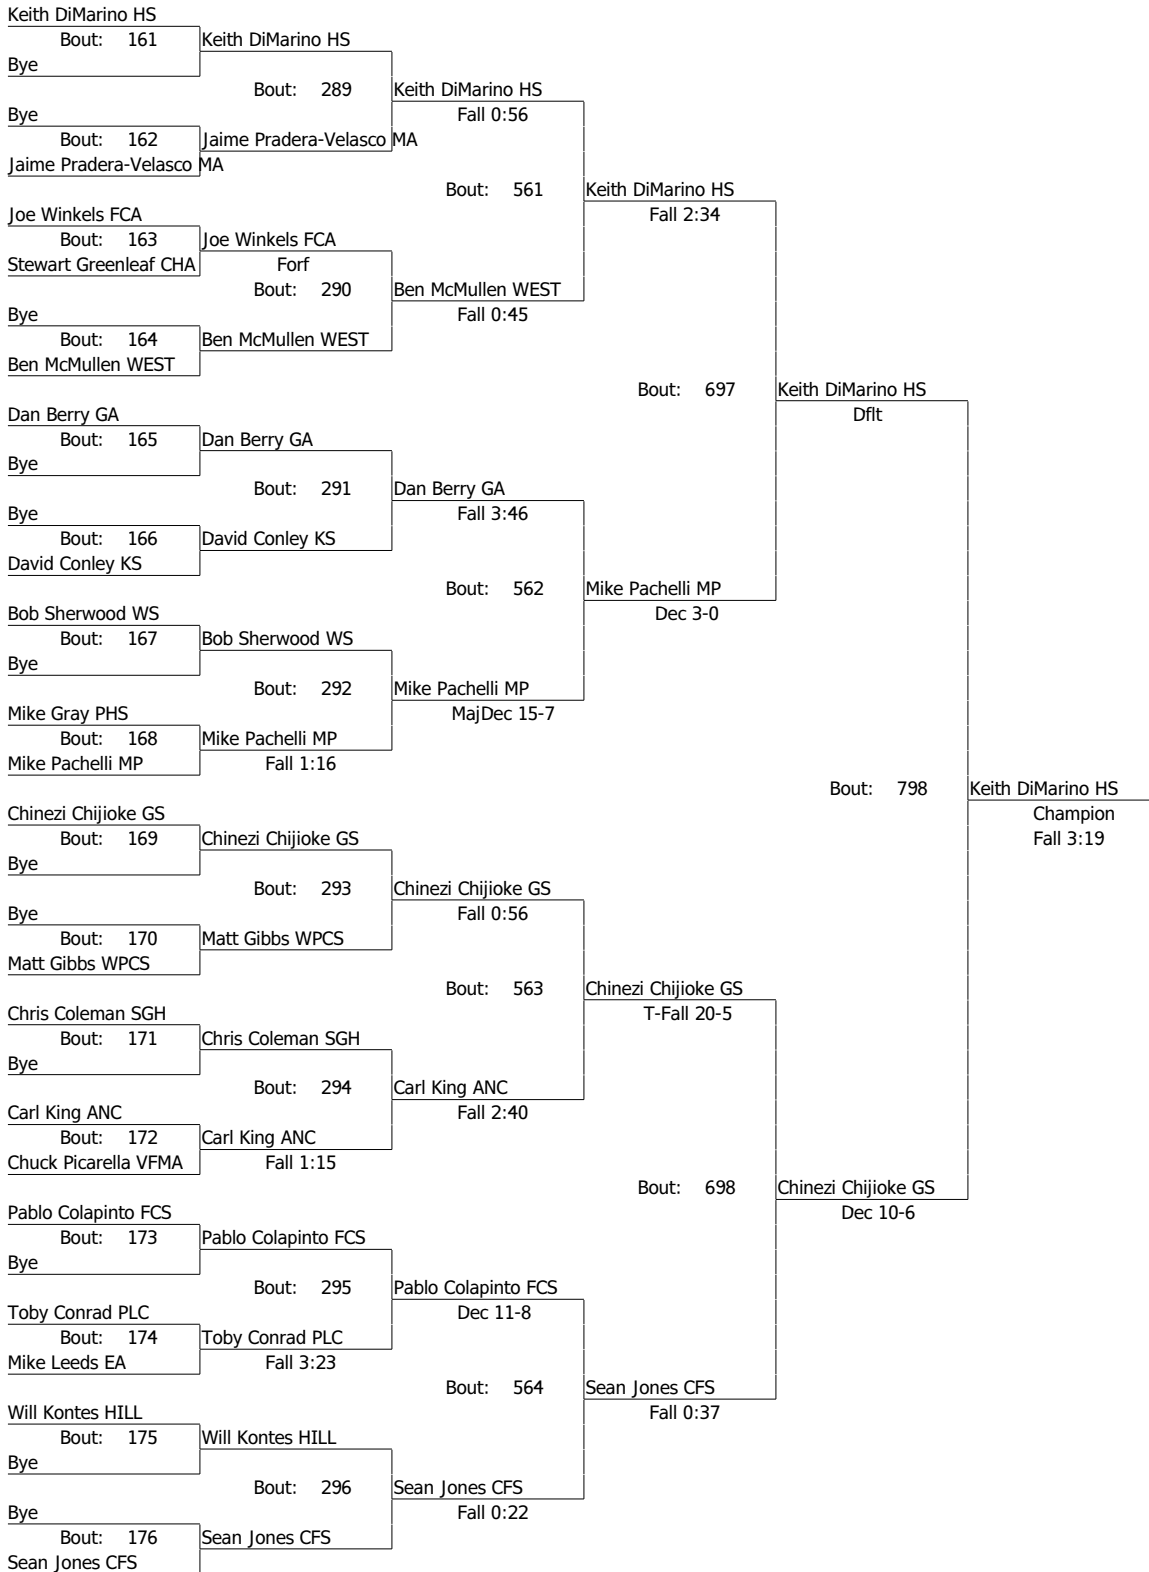 Keith DiMarino HS
Bout: 161 Keith DiMarino HS
Bye
Bout: 289 Keith DiMarino HS
Bye Fall 0:56
Bout: 162 Jaime Pradera-Velasco MA
Jaime Pradera-Velasco MA
Bout: 561 Keith DiMarino HS
Joe Winkels FCA Fall 2:34
Bout: 163 Joe Winkels FCA
Stewart Greenleaf CHA Forf
Bout: 290 Ben McMullen WEST
Bye Fall 0:45
Bout: 164 Ben McMullen WEST
Ben McMullen WEST
Bout: 697 Keith DiMarino HS
Dan Berry GA Dflt
Bout: 165 Dan Berry GA
Bye
Bout: 291 Dan Berry GA
Bye Fall 3:46
Bout: 166 David Conley KS
David Conley KS
Bout: 562 Mike Pachelli MP
Bob Sherwood WS Dec 3-0
Bout: 167 Bob Sherwood WS
Bye
Bout: 292 Mike Pachelli MP
Mike Gray PHS MajDec 15-7
Bout: 168 Mike Pachelli MP
Mike Pachelli MP Fall 1:16
Bout: 798 Keith DiMarino HS
Chinezi Chijioke GS Champion
Bout: 169 Chinezi Chijioke GS Fall 3:19
Bye
Bout: 293 Chinezi Chijioke GS
Bye Fall 0:56
Bout: 170 Matt Gibbs WPCS
Matt Gibbs WPCS
Bout: 563 Chinezi Chijioke GS
Chris Coleman SGH T-Fall 20-5
Bout: 171 Chris Coleman SGH
Bye
Bout: 294 Carl King ANC
Carl King ANC Fall 2:40
Bout: 172 Carl King ANC
Chuck Picarella VFMA Fall 1:15
Bout: 698 Chinezi Chijioke GS
Pablo Colapinto FCS Dec 10-6
Bout: 173 Pablo Colapinto FCS
Bye
Bout: 295 Pablo Colapinto FCS
Toby Conrad PLC Dec 11-8
Bout: 174 Toby Conrad PLC
Mike Leeds EA Fall 3:23
Bout: 564 Sean Jones CFS
Will Kontes HILL Fall 0:37
Bout: 175 Will Kontes HILL
Bye
Bout: 296 Sean Jones CFS
Bye Fall 0:22
Bout: 176 Sean Jones CFS
Sean Jones CFS